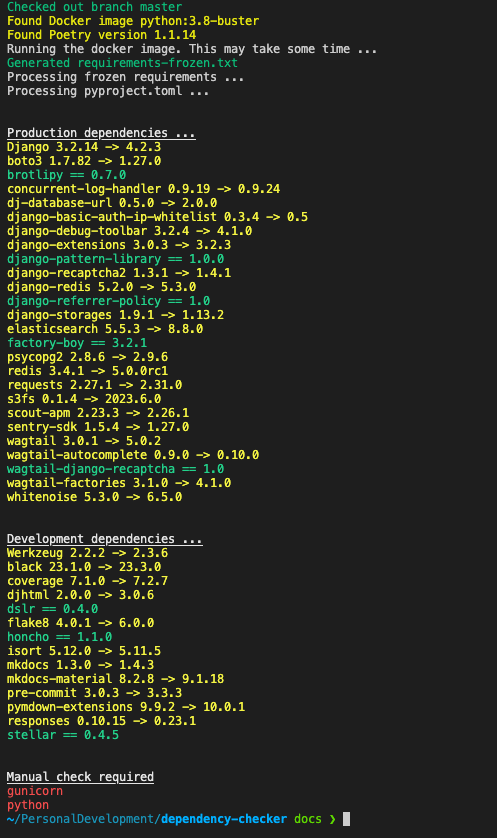 Checked out branch master
Found Docker image python:3.8-buster
Found Poetry version 1.1.14
Running the docker image. This may take some time ...
Generated requirements-frozen.txt
Processing frozen requirements ...
Processing pyproject.toml ...
Production dependencies ...
Django 3.2.14 -> 4.2.3
boto3 1.7.82 -> 1.27.0
brotlipy == 0.7.0
concurrent-log-handler 0.9.19 -> 0.9.24
dj-database-url 0.5.0 -> 2.0.0
django-basic-auth-ip-whitelist 0.3.4 -> 0.5
django-debug-toolbar 3.2.4 -> 4.1.0
django-extensions 3.0.3 -> 3.2.3
django-pattern-library == 1.0.0
django-recaptcha2 1.3.1 -> 1.4.1
django-redis 5.2.0 -> 5.3.0
django-referrer-policy == 1.0
django-storages 1.9.1 -> 1.13.2
elasticsearch 5.5.3 -> 8.8.0
factory-boy == 3.2.1
psycopg2 2.8.6 -> 2.9.6
redis 3.4.1 -> 5.0.0rc1
requests 2.27.1 -> 2.31.0
s3fs 0.1.4 -> 2023.6.0
scout-apm 2.23.3 -> 2.26.1
sentry-sdk 1.5.4 -> 1.27.0
wagtail 3.0.1 -> 5.0.2
wagtail-autocomplete 0.9.0 -> 0.10.0
wagtail-django-recaptcha == 1.0
wagtail-factories 3.1.0 -> 4.1.0
whitenoise 5.3.0 -> 6.5.0
Development dependencies ...
Werkzeug 2.2.2 -> 2.3.6
black 23.1.0 -> 23.3.0
coverage 7.1.0 -> 7.2.7
djhtml 2.0.0 -> 3.0.6
dslr == 0.4.0
flake8 4.0.1 -> 6.0.0
honcho == 1.1.0
isort 5.12.0 -> 5.11.5
mkdocs 1.3.0 -> 1.4.3
mkdocs-material 8.2.8 -> 9.1.18
pre-commit 3.0.3 -> 3.3.3
pymdown-extensions 9.9.2 -> 10.0.1
responses 0.10.15 -> 0.23.1
stellar == 0.4.5
Manual check required
gunicorn
python
~/PersonalDevelopment/dependency-checker docs ❯